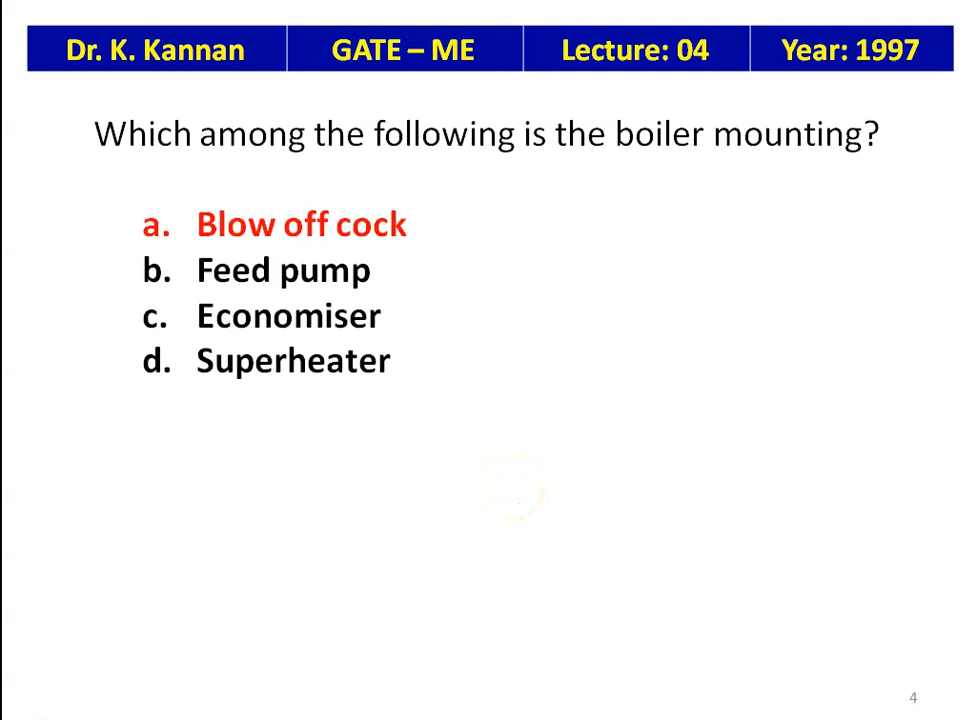 Dr. K. Kannan GATE – ME Lecture: 04 Year: 1997
Which among the following is the boiler mounting?
a. Blow off cock
b. Feed pump
c. Economiser
d. Superheater
4